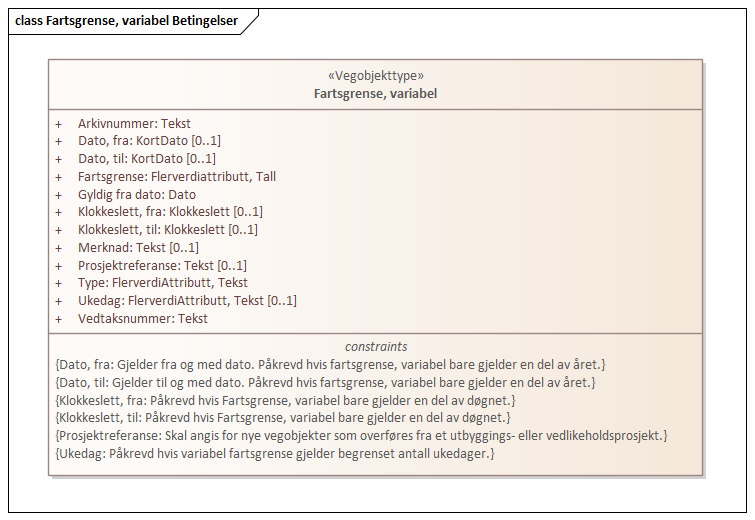 class Fartsgrense, variabel Betingelser
«Vegobjekttype»
Fartsgrense, variabel
+ Arkivnummer: Tekst
+ Dato, fra: KortDato [0..1]
+ Dato, til: KortDato [0..1]
+ Fartsgrense: Flerverdiattributt, Tall
+ Gyldig fra dato: Dato
+ Klokkeslett, fra: Klokkeslett [0..1]
+ Klokkeslett, til: Klokkeslett [0..1]
+ Merknad: Tekst [0..1]
+ Prosjektreferanse: Tekst [0..1]
+ Type: FlerverdiAttributt, Tekst
+ Ukedag: FlerverdiAttributt, Tekst [0..1]
+ Vedtaksnummer: Tekst
constraints
{Dato, fra: Gjelder fra og med dato. Påkrevd hvis fartsgrense, variabel bare gjelder en del av året.}
{Dato, til: Gjelder til og med dato. Påkrevd hvis fartsgrense, variabel bare gjelder en del av året.}
{Klokkeslett, fra: Påkrevd hvis Fartsgrense, variabel bare gjelder en del av døgnet.}
{Klokkeslett, til: Påkrevd hvis Fartsgrense, variabel bare gjelder en del av døgnet.}
{Prosjektreferanse: Skal angis for nye vegobjekter som overføres fra et utbyggings- eller vedlikeholdsprosjekt.}
{Ukedag: Påkrevd hvis variabel fartsgrense gjelder begrenset antall ukedager.}